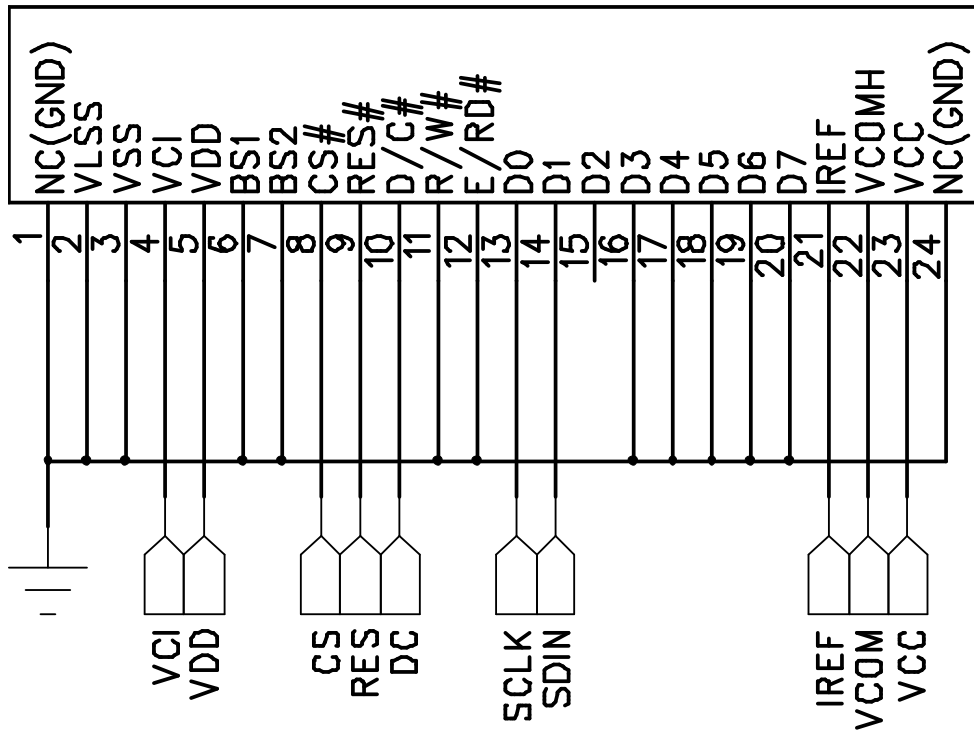 NC(GND)
VLSS
VSS
VCI
VDD
BS1
BS2
CS#
RES#
D/C#
R/W#
E/RD#
D0
D1
D2
D3
D4
D5
D6
D7
IREF
VCOMH
VCC
NC(GND)
1
2
3
4
5
6
7
8
9
10
11
12
13
14
15
16
17
18
19
20
21
22
23
24
VCI
VDD
CS
RES
DC
SCLK
SDIN
IREF
VCOM
VCC